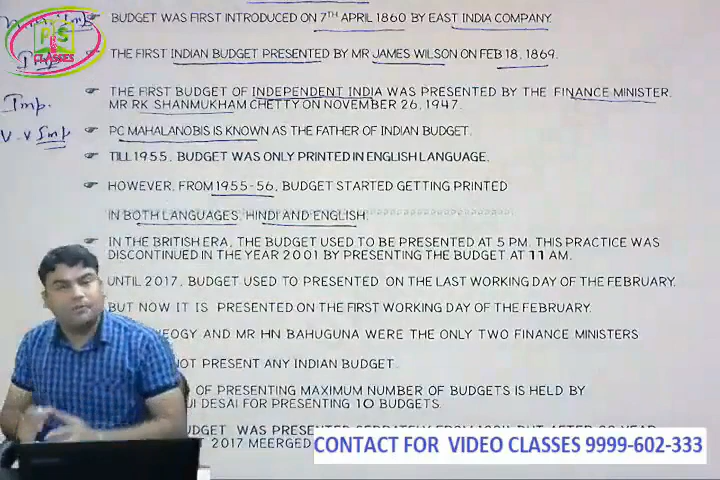 BUDGET WAS FIRST INTRODUCED ON 7TH APRIL 1860 BY EAST INDIA COMPANY.
PS
CLASSES
THE FIRST INDIAN BUDGET PRESENTED BY MR JAMES WILSON ON FEB 18, 1869.
THE FIRST BUDGET OF INDEPENDENT INDIA WAS PRESENTED BY THE FINANCE MINISTER.
Imp.
MR RK SHANMUKHAM CHETTY ON NOVEMBER 26, 1947.
V.V Imp
PC MAHALANOBIS IS KNOWN AS THE FATHER OF INDIAN BUDGET.
TILL 1955, BUDGET WAS ONLY PRINTED IN ENGLISH LANGUAGE,
HOWEVER, FROM 1955-56, BUDGET STARTED GETTING PRINTED
IN BOTH LANGUAGES, HINDI AND ENGLISH.
IN THE BRITISH ERA, THE BUDGET USED TO BE PRESENTED AT 5 PM. THIS PRACTICE WAS
DISCONTINUED IN THE YEAR 2001 BY PRESENTING THE BUDGET AT 11 AM.
UNTIL 2017, BUDGET USED TO PRESENTED ON THE LAST WORKING DAY OF THE FEBRUARY.
BUT NOW IT IS PRESENTED ON THE FIRST WORKING DAY OF THE FEBRUARY.
EOGY AND MR HN BAHUGUNA WERE THE ONLY TWO FINANCE MINISTERS
NOT PRESENT ANY INDIAN BUDGET.
OF PRESENTING MAXIMUM NUMBER OF BUDGETS IS HELD BY
DESAI FOR PRESENTING 10 BUDGETS.
UDGET WAS PRESENTED
2017 MEERGED
CONTACT FOR VIDEO CLASSES 9999-602-333